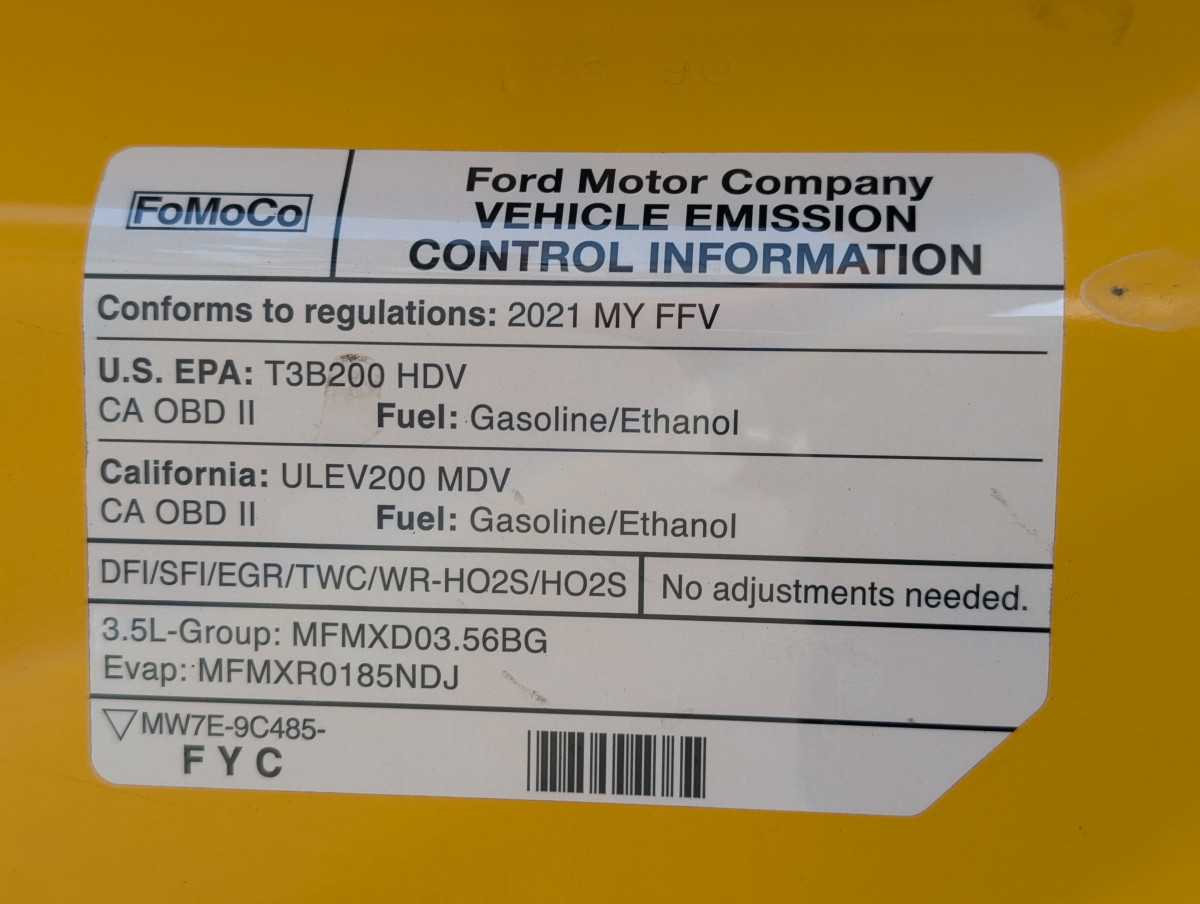 FoMoCo
Ford Motor Company
VEHICLE EMISSION
CONTROL INFORMATION
Conforms to regulations: 2021 MY FFV
U.S. EPA: T3B200 HDV
CA OBD II Fuel: Gasoline/Ethanol
California: ULEV200 MDV
CA OBD II Fuel: Gasoline/Ethanol
DFI/SFI/EGR/TWC/WR-HO2S/HO2S No adjustments needed.
3.5L-Group: MFMXD03.56BG
Evap: MFMXR0185NDJ
MW7E-9C485-
F Y C